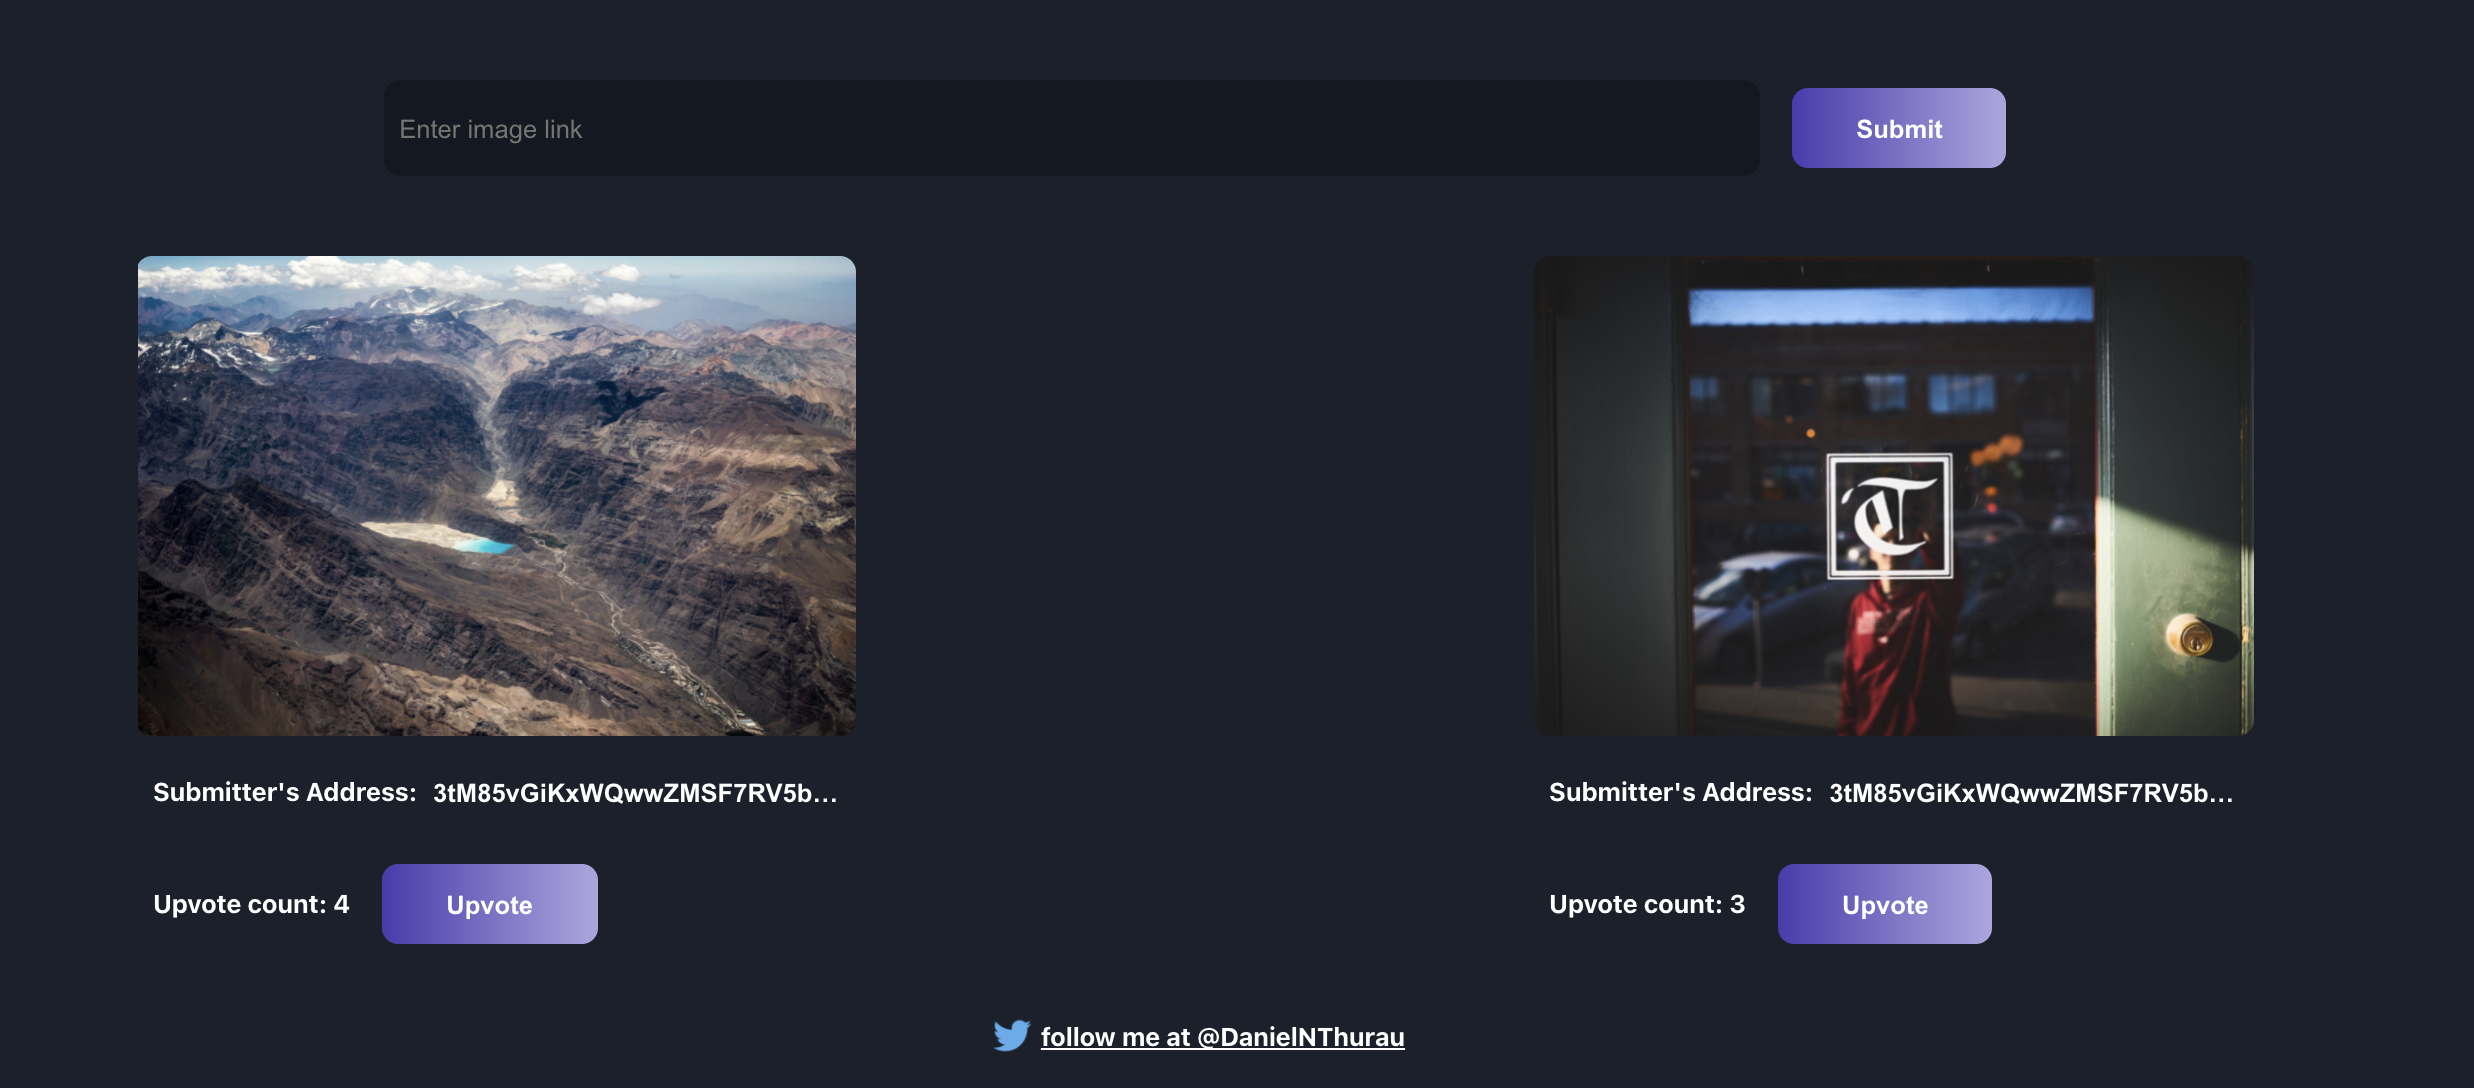 Enter image link
Submit
T
Submitter's Address: 3tM85vGiKxWQwwZMSF7RV5b...
Upvote count: 4
Upvote
Submitter's Address: 3tM85vGiKxWQwwZMSF7RV5b...
Upvote count: 3
Upvote
follow me at @DanielNThurau